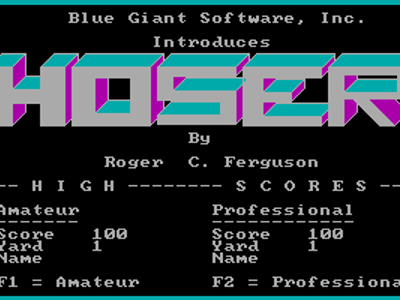 Blue Giant Software, Inc.
Introduces
HOSER
By
Roger C. Ferguson
-- H I G H -------- S C O R E S --
Amateur Professional
Score 100 Score 100
Yard 1 Yard 1
Name Name
F1 = Amateur F2 = Professiona